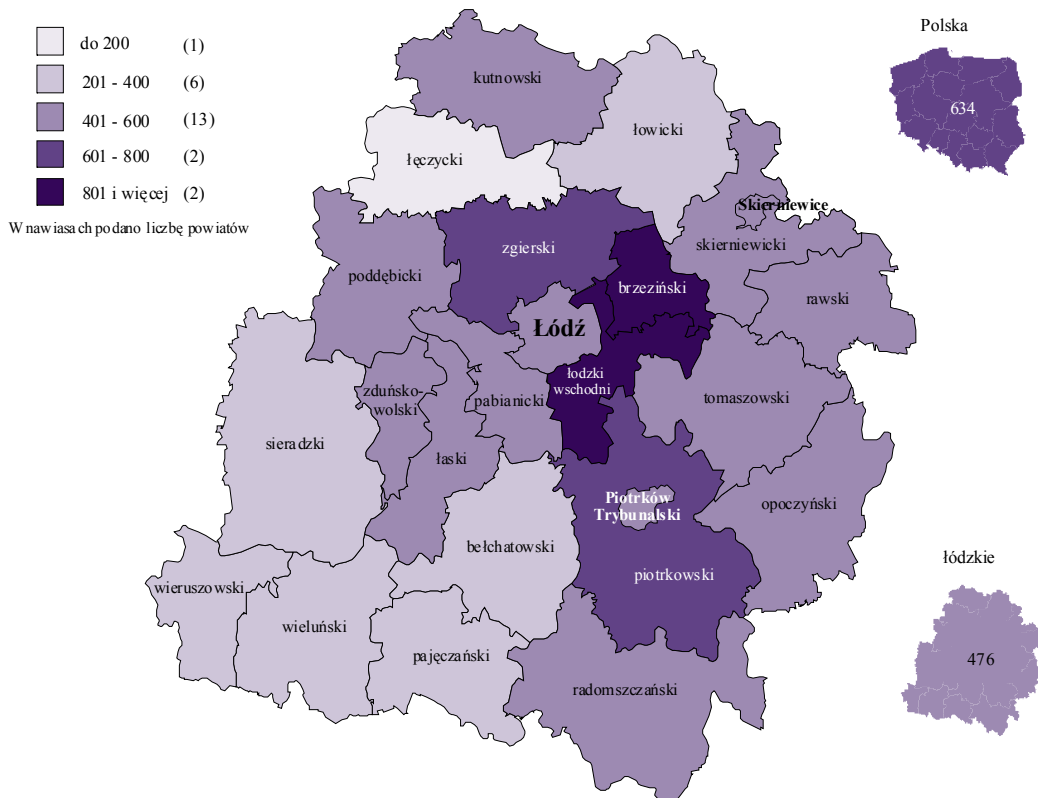 do 200 (1)
201 - 400 (6)
401 - 600 (13)
601 - 800 (2)
801 i więcej (2)
W nawiasach podano liczbę powiatów
Polska
634
kutnowski
łowicki
łęczycki
Skierniewice
skierniewicki
zgierski
poddębicki
brzeziński
rawski
Łódź
łodzki
wschodni
zduńsko-
wolski
pabianicki
tomaszowski
sieradzki
łaski
Piotrków
Trybunalski
opoczyński
bełchatowski
piotrkowski
wieruszowski
wieluński
pajęczański
radomszczański
łódzkie
476